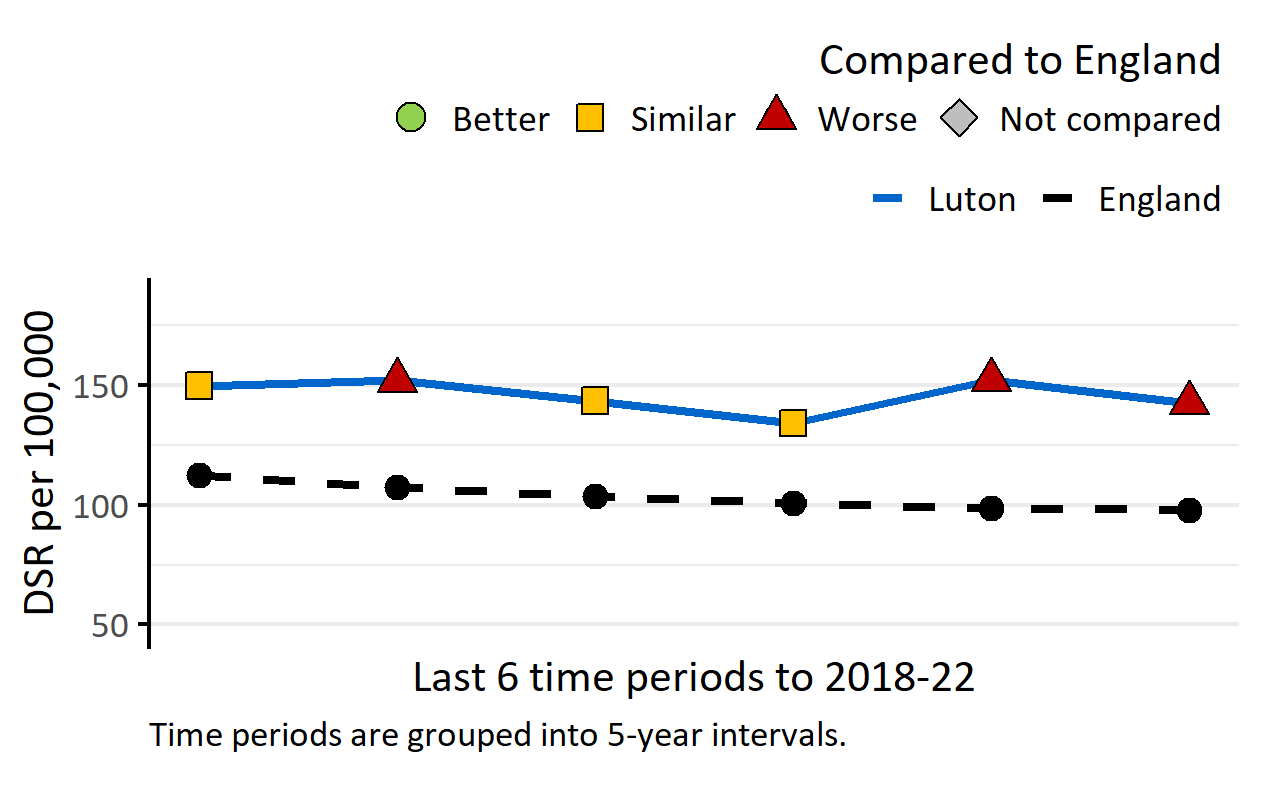 Compared to England
Better Similar Worse Not compared
Luton England
DSR per 100,000
150
100
50
Last 6 time periods to 2018-22
Time periods are grouped into 5-year intervals.